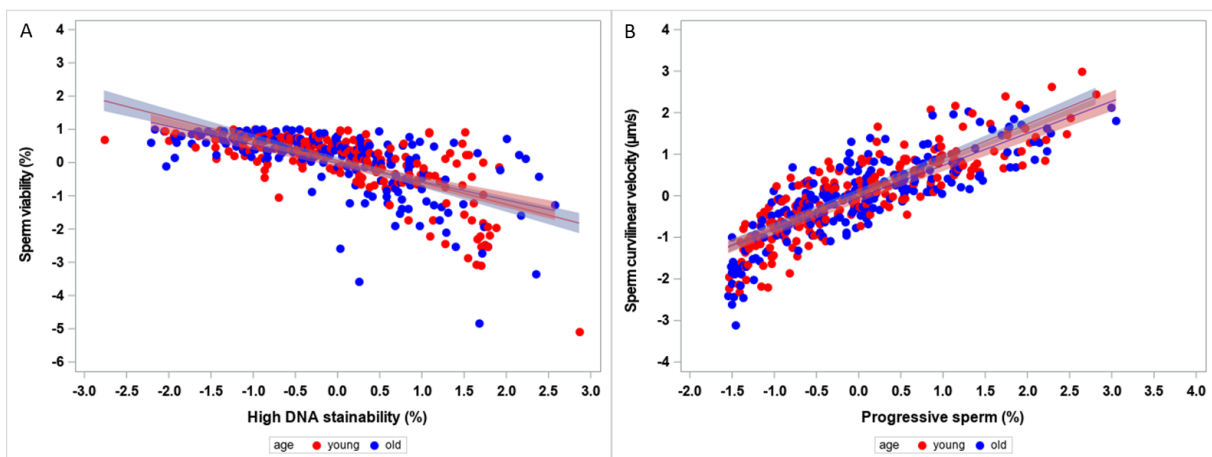 A
4
3
2
1
0
-1
-2
-3
-4
-5
-6
Sperm viability (%)
-3.0 -2.5 -2.0 -1.5 -1.0 -0.5 0.0 0.5 1.0 1.5 2.0 2.5 3.0
High DNA stainability (%)
age young old
B
4
3
2
1
0
-1
-2
-3
-4
Sperm curvilinear velocity (µm/s)
-2.0 -1.5 -1.0 -0.5 0.0 0.5 1.0 1.5 2.0 2.5 3.0 3.5 4.0
Progressive sperm (%)
age young old